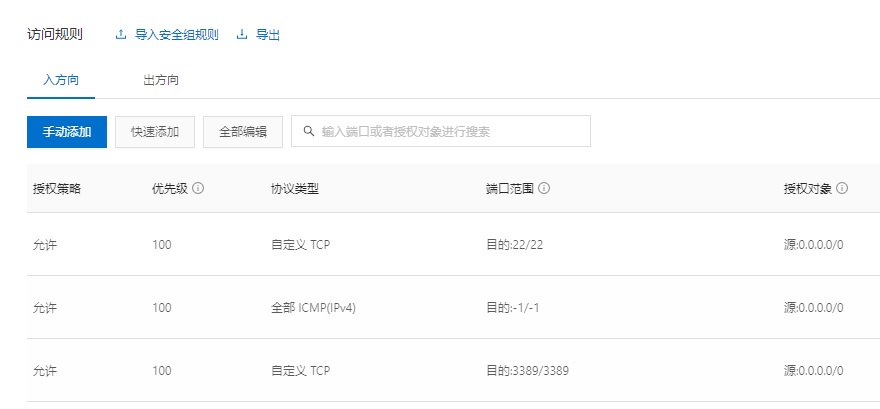 访问规则 导入安全组规则 导出
入方向 出方向
手动添加 快速添加 全部编辑 输入端口或者授权对象进行搜索
授权策略 优先级 协议类型 端口范围 授权对象
允许 100 自定义 TCP 目的:22/22 源:0.0.0.0/0
允许 100 全部 ICMP(IPv4) 目的:-1/-1 源:0.0.0.0/0
允许 100 自定义 TCP 目的:3389/3389 源:0.0.0.0/0